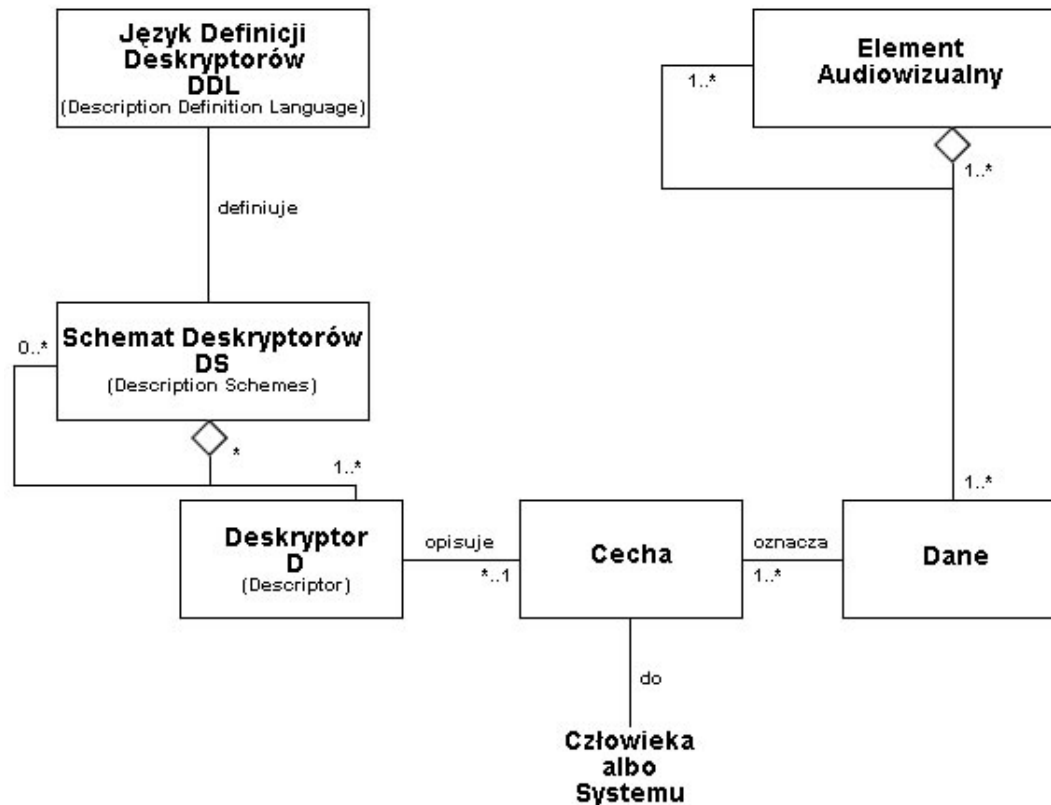 Język Definicji
Deskryptorów
DDL
(Description Definition Language)
Element
Audiowizualny
1..*
1..*
definiuje
Schemat Deskryptorów
DS
(Description Schemes)
0..*
*
1..*
1..*
Deskryptor
D
(Descriptor)
opisuje
*..1
Cecha
oznacza
1..*
Dane
do
Człowieka
albo
Systemu